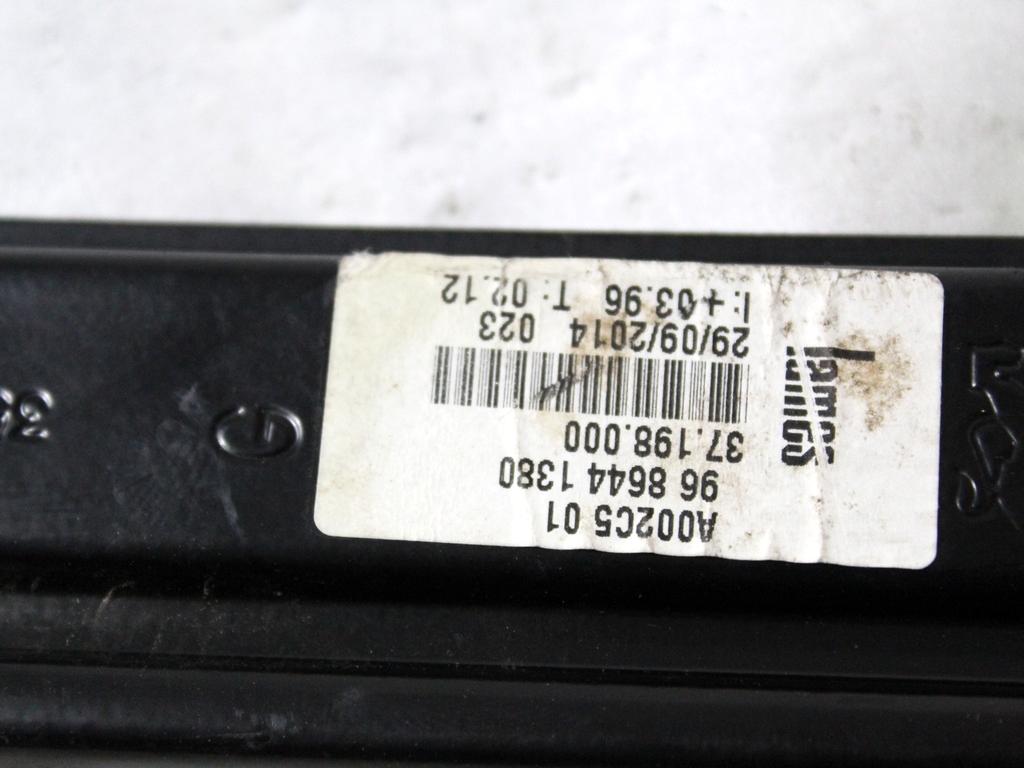 A002C5 01
96 8644 1380
37.198.000
29/09/2014 023
I:+03.96 T: 02.12
lames
G